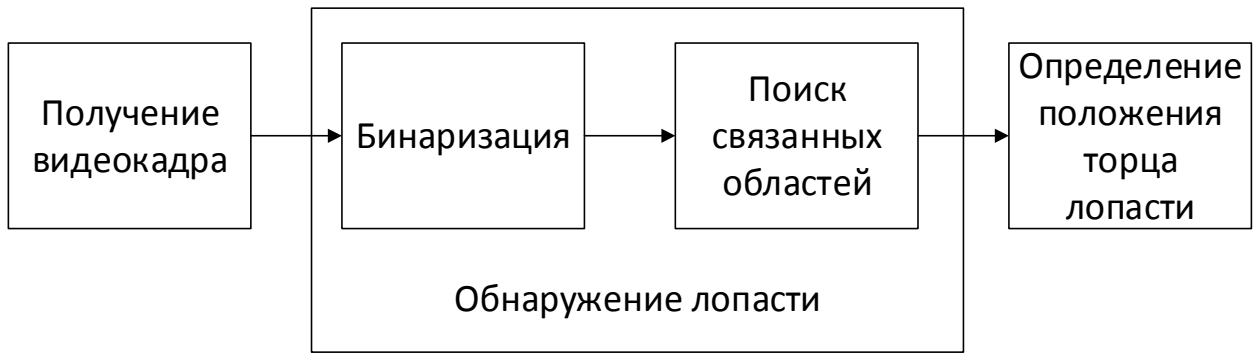 Получение
видеокадра
Бинаризация
Поиск
связанных
областей
Определение
положения
торца
лопасти
Обнаружение лопасти